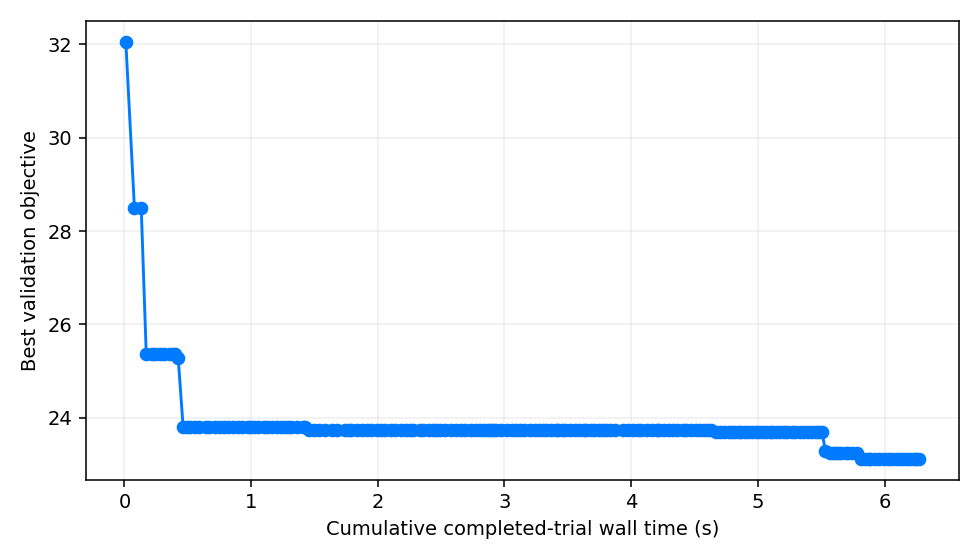 32
30
28
26
24
Best validation objective
0 1 2 3 4 5 6
Cumulative completed-trial wall time (s)